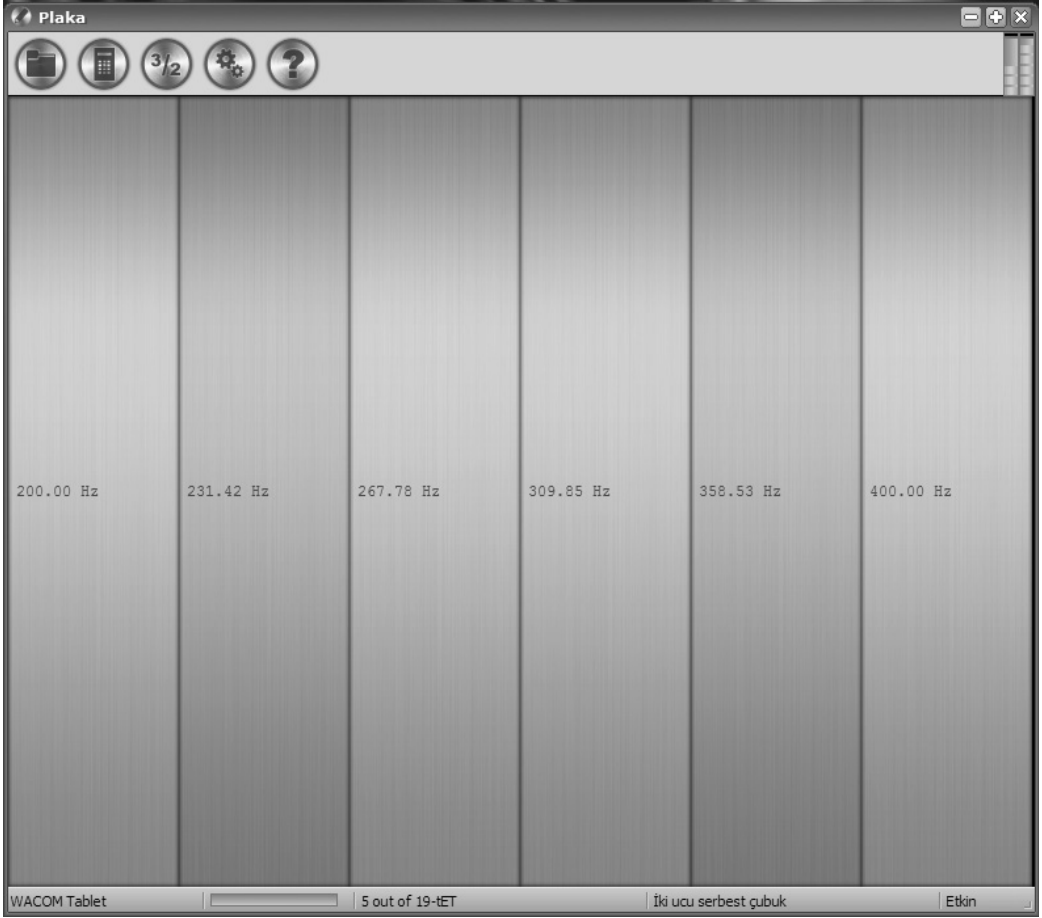 Plaka
3/2
?
200.00 Hz 231.42 Hz 267.78 Hz 309.85 Hz 358.53 Hz 400.00 Hz
WACOM Tablet 5 out of 19-tET İki ucu serbest çubuk Etkin